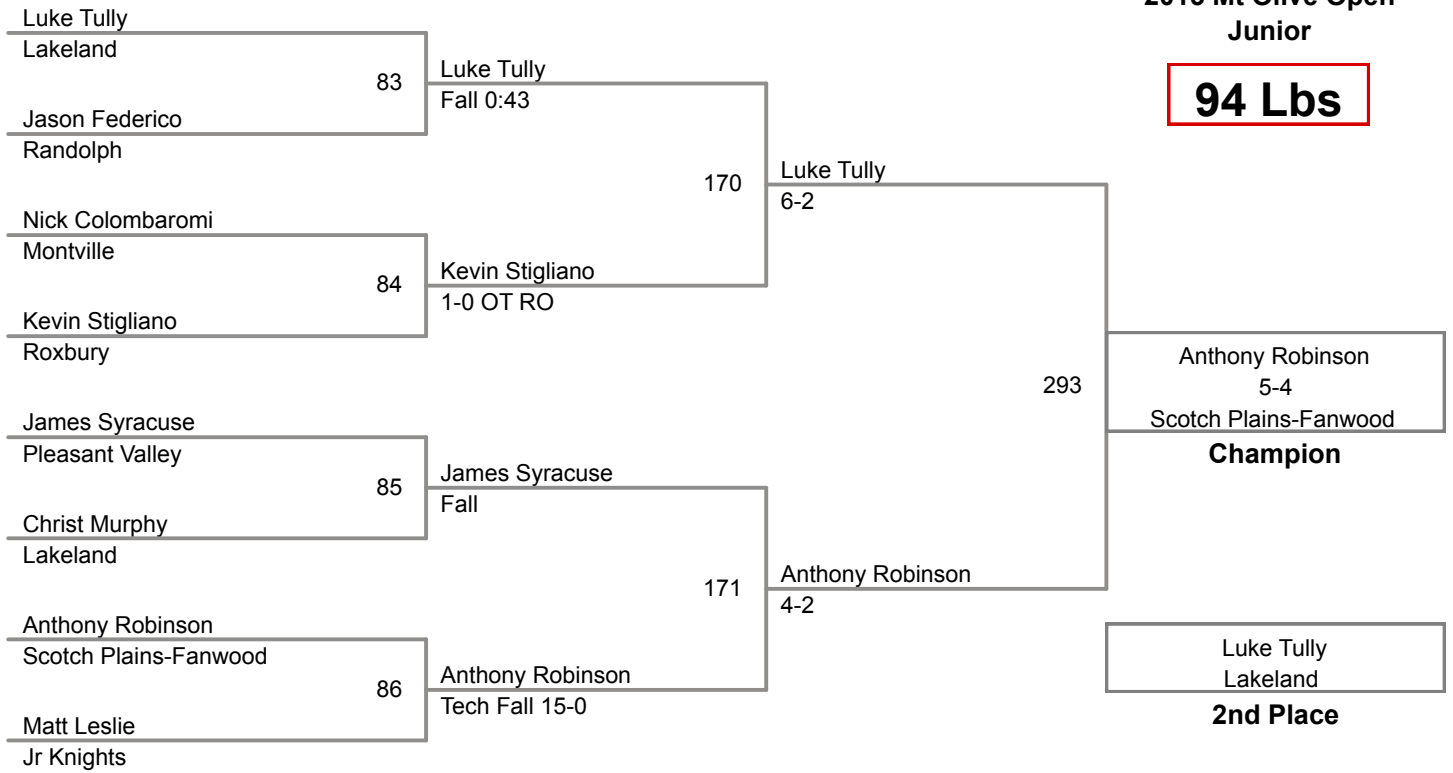 2016 Mt Olive Open
Junior
94 Lbs
Luke Tully
Lakeland
83
Jason Federico
Randolph
Luke Tully
Fall 0:43
Nick Colombaromi
Montville
84
Kevin Stigliano
Roxbury
Kevin Stigliano
1-0 OT RO
170
Luke Tully
6-2
James Syracuse
Pleasant Valley
85
Christ Murphy
Lakeland
James Syracuse
Fall
Anthony Robinson
Scotch Plains-Fanwood
86
Matt Leslie
Jr Knights
Anthony Robinson
Tech Fall 15-0
171
Anthony Robinson
4-2
293
Anthony Robinson
5-4
Scotch Plains-Fanwood
Champion
Luke Tully
Lakeland
2nd Place